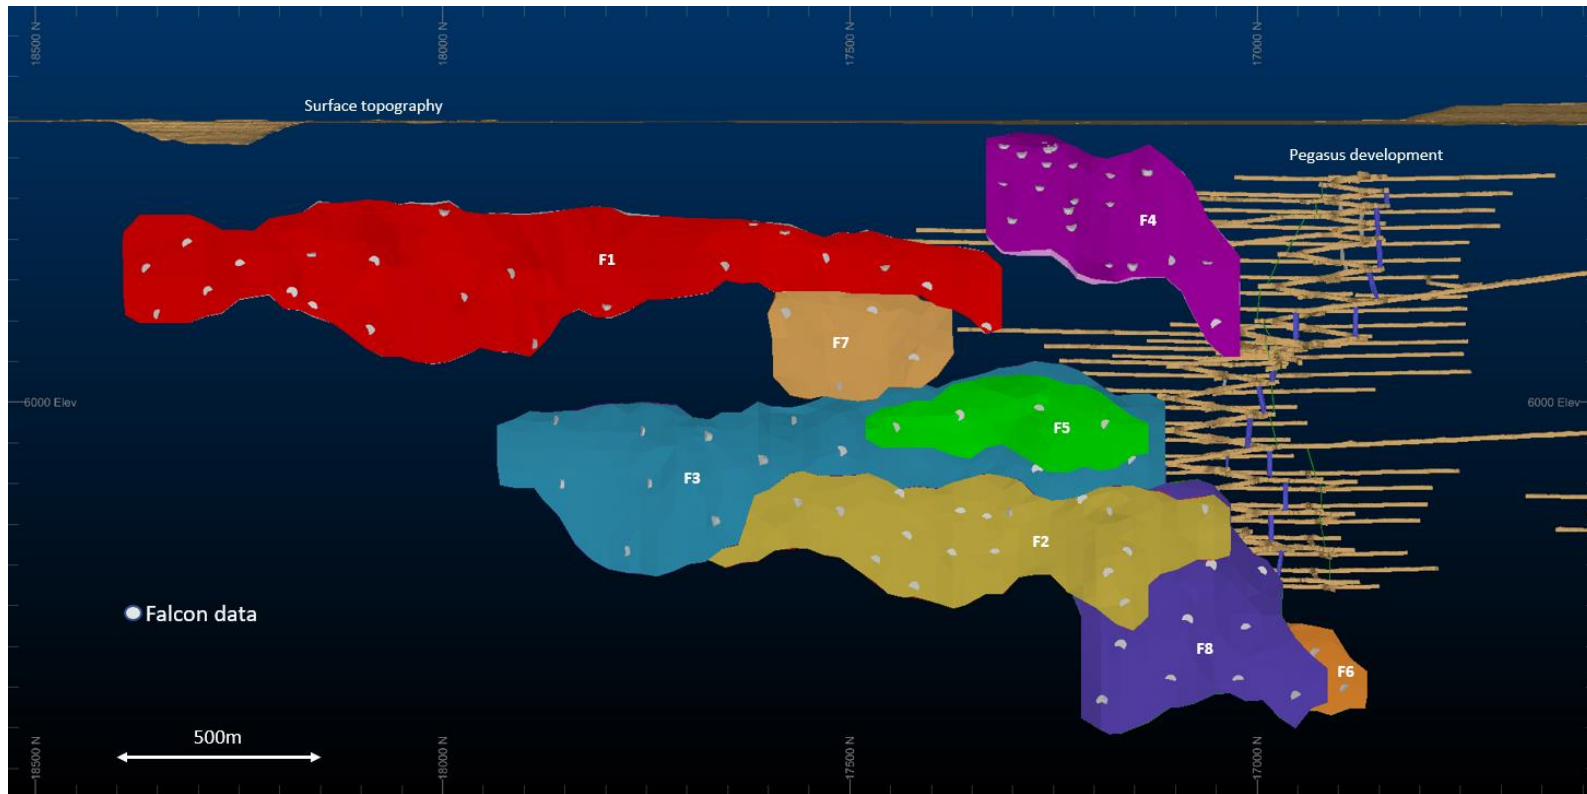 18500 N
18000 N
17500 N
17000 N
Surface topography
Pegasus development
F4
F1
F7
6000 Elev
6000 Elev
F5
F3
F2
Falcon data
F8
F6
500m
18500 N
18000 N
17500 N
17000 N